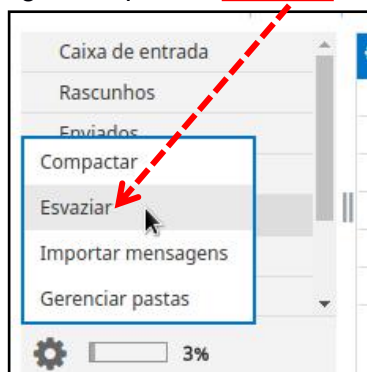 Caixa de entrada
Rascunhos
Enviados
Compactar
Esvaziar
Importar mensagens
Gerenciar pastas
3%